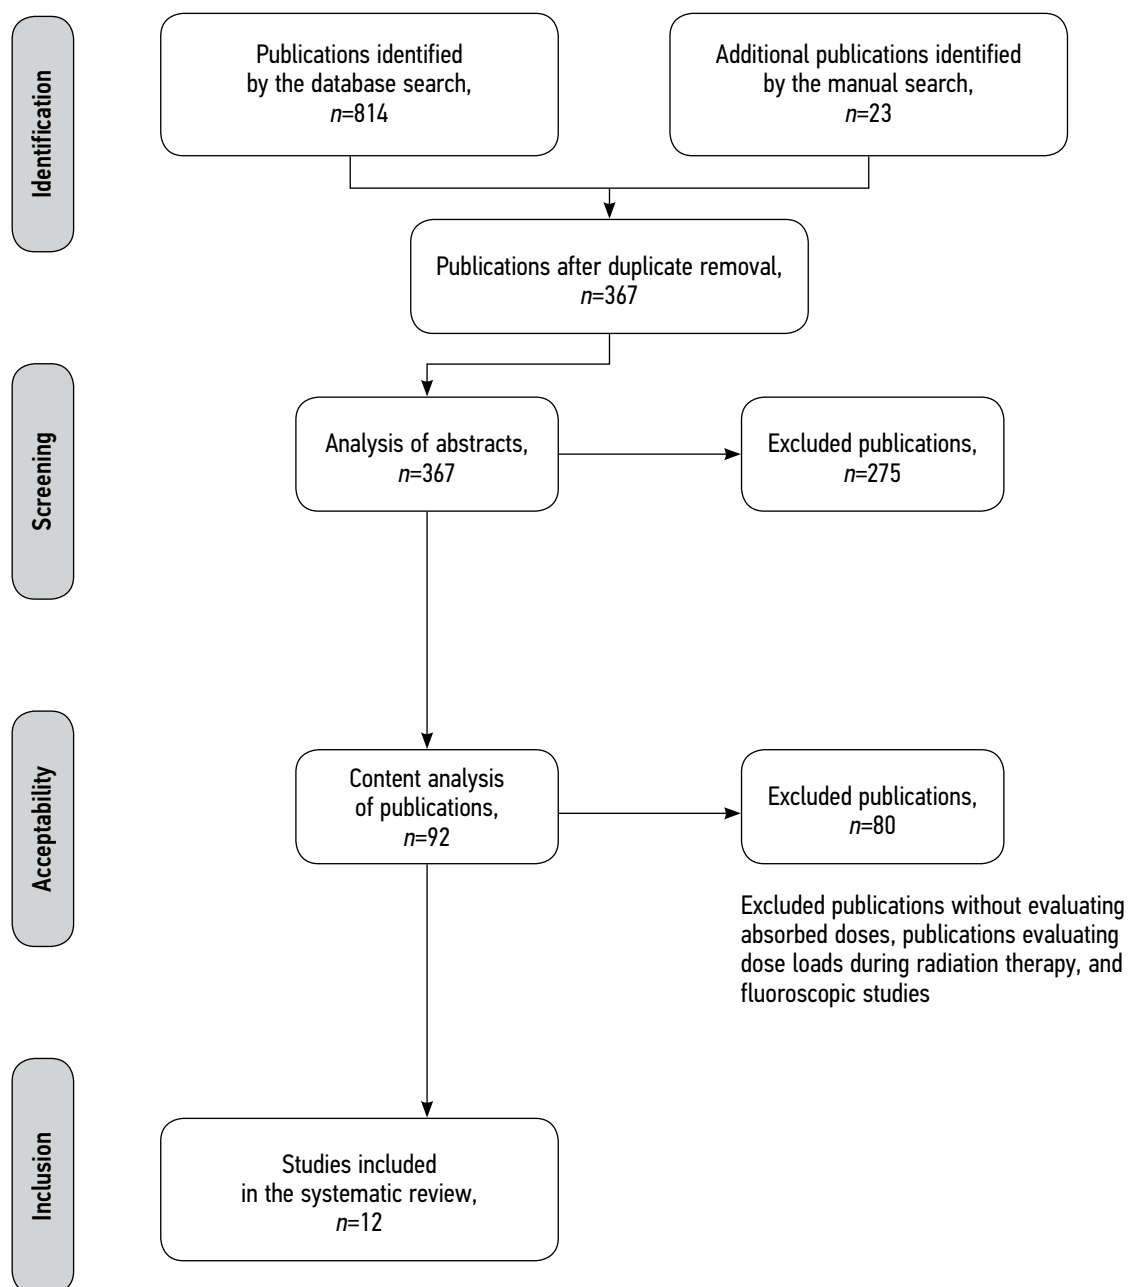 Identification
Publications identified
by the database search,
n=814
Additional publications identified
by the manual search,
n=23
Publications after duplicate removal,
n=367
Screening
Analysis of abstracts,
n=367
Excluded publications,
n=275
Acceptability
Content analysis
of publications,
n=92
Excluded publications,
n=80
Excluded publications without evaluating
absorbed doses, publications evaluating
dose loads during radiation therapy, and
fluoroscopic studies
Inclusion
Studies included
in the systematic review,
n=12